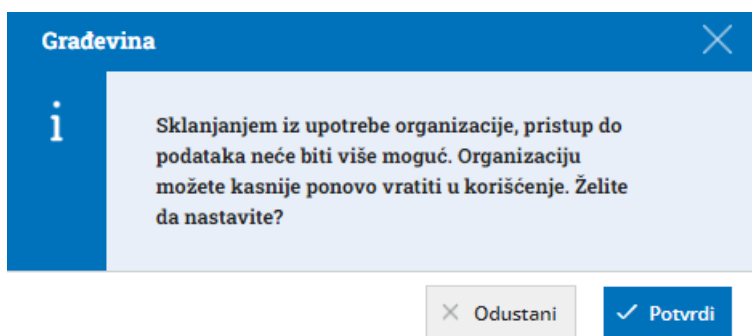 Građevina
Sklanjanjem iz upotrebe organizacije, pristup do
podataka neće biti više moguć. Organizaciju
možete kasnije ponovo vratiti u korišćenje. Želite
da nastavite?
Odustani
Potvrdi